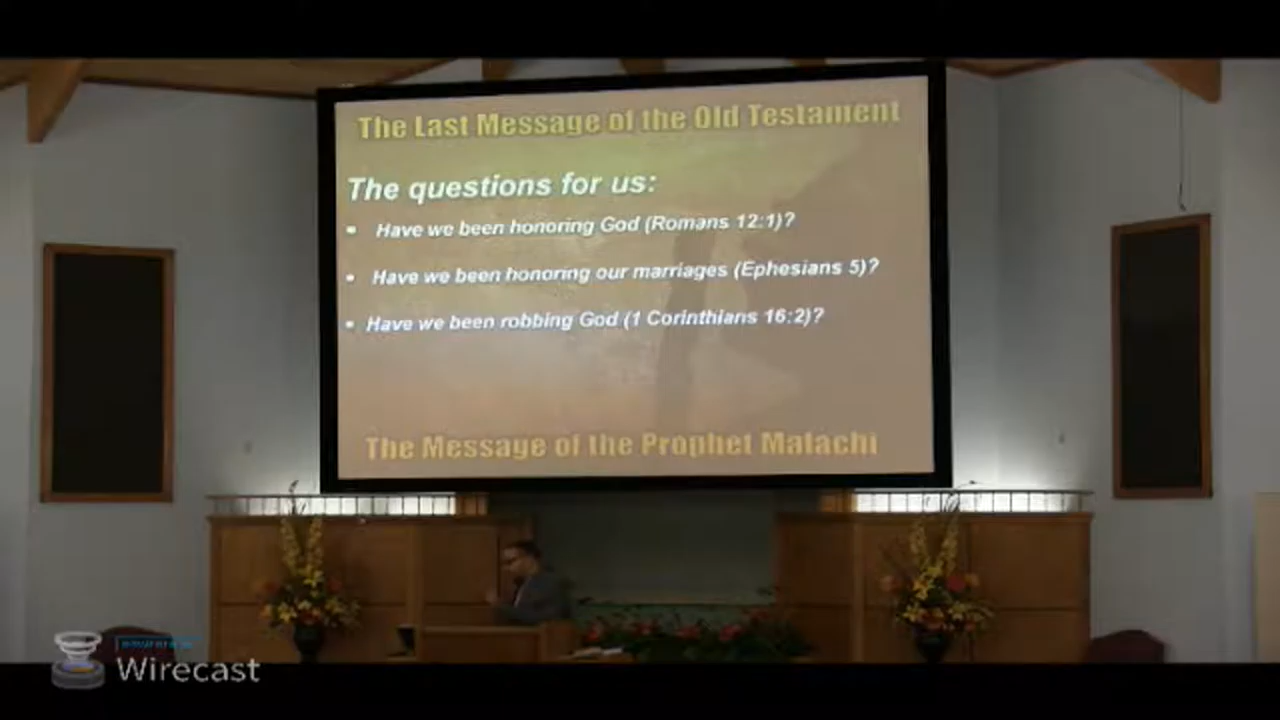 The Last Message of the Old Testament
The questions for us:
• Have we been honoring God (Romans 12:1)?
• Have we been honoring our marriages (Ephesians 5)?
• Have we been robbing God (1 Corinthians 16:2)?
The Message of the Prophet Malachi
Wirecast